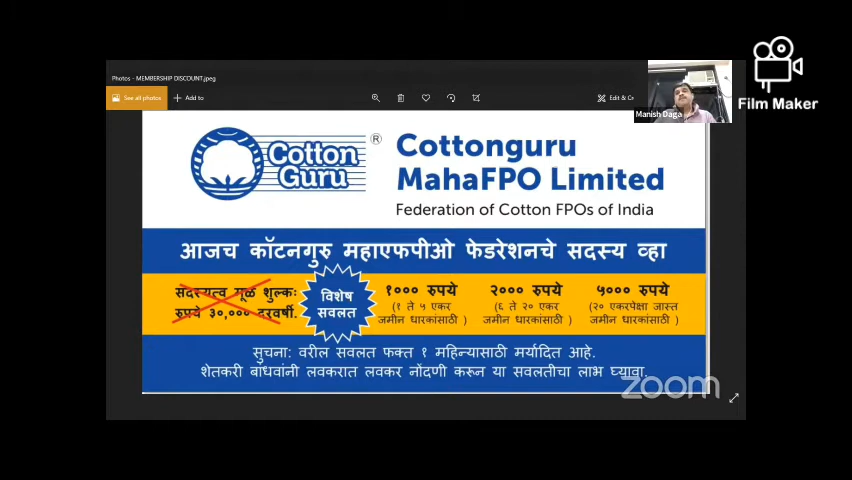 Photos - MEMBERSHIP DISCOUNT.jpeg
See all photos
Add to
Edit & Cr
Manish Daga
Film Maker
Cotton
Guru
®
Cottonguru
MahaFPO Limited
Federation of Cotton FPOs of India
आजच कॉटनगुरु महाएफपीओ फेडरेशनचे सदस्य व्हा
सदस्यत्व मूळ शुल्कः
रुपये ३०,००० दरवर्षी.
विशेष
सवलत
१००० रुपये
(१ ते ५ एकर
जमीन धारकांसाठी )
२००० रुपये
(६ ते २० एकर
जमीन धारकांसाठी )
५००० रुपये
(२० एकरपेक्षा जास्त
जमीन धारकांसाठी )
सुचना: वरील सवलत फक्त १ महिन्यासाठी मर्यादित आहे.
शेतकरी बांधवांनी लवकरात लवकर नोंदणी करून या सवलतीचा लाभ घ्यावा.
zoom